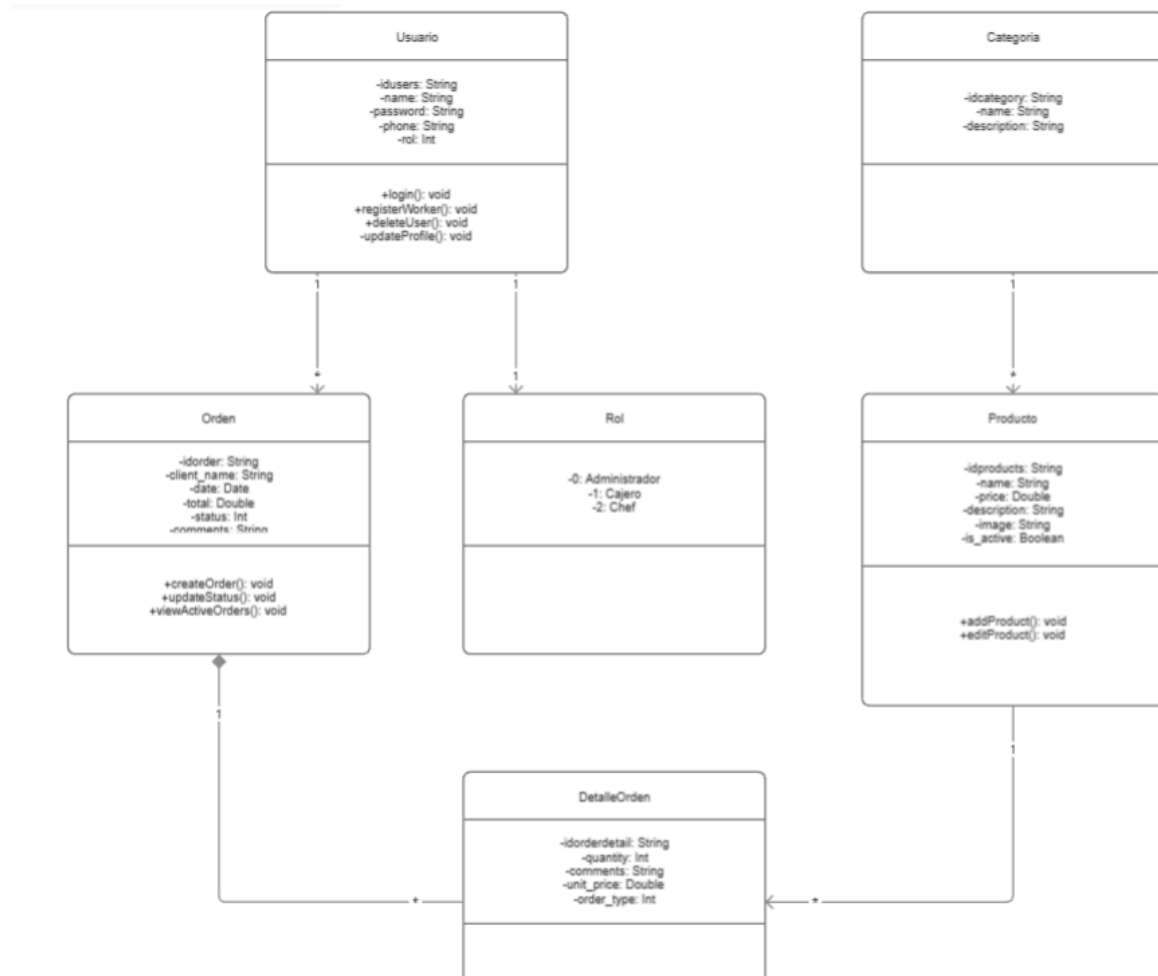 Usuario
-idusers: String
-name: String
-password: String
-phone: String
-rol: Int
+login(): void
+registerWorker(): void
+deleteUser(): void
-updateProfile(): void
Categoria
-idcategory: String
-name: String
-description: String
1
1
1
*
1
*
Orden
-idorder: String
-client_name: String
-date: Date
-total: Double
-status: Int
-comments: String
+createOrder(): void
+updateStatus(): void
+viewActiveOrders(): void
Rol
-0: Administrador
-1: Cajero
-2: Chef
Producto
-idproducts: String
-name: String
-price: Double
-description: String
-image: String
-is_active: Boolean
+addProduct(): void
+editProduct(): void
1
1
DetalleOrden
-idorderdetail: String
-quantity: Int
-comments: String
-unit_price: Double
-order_type: Int
*
*